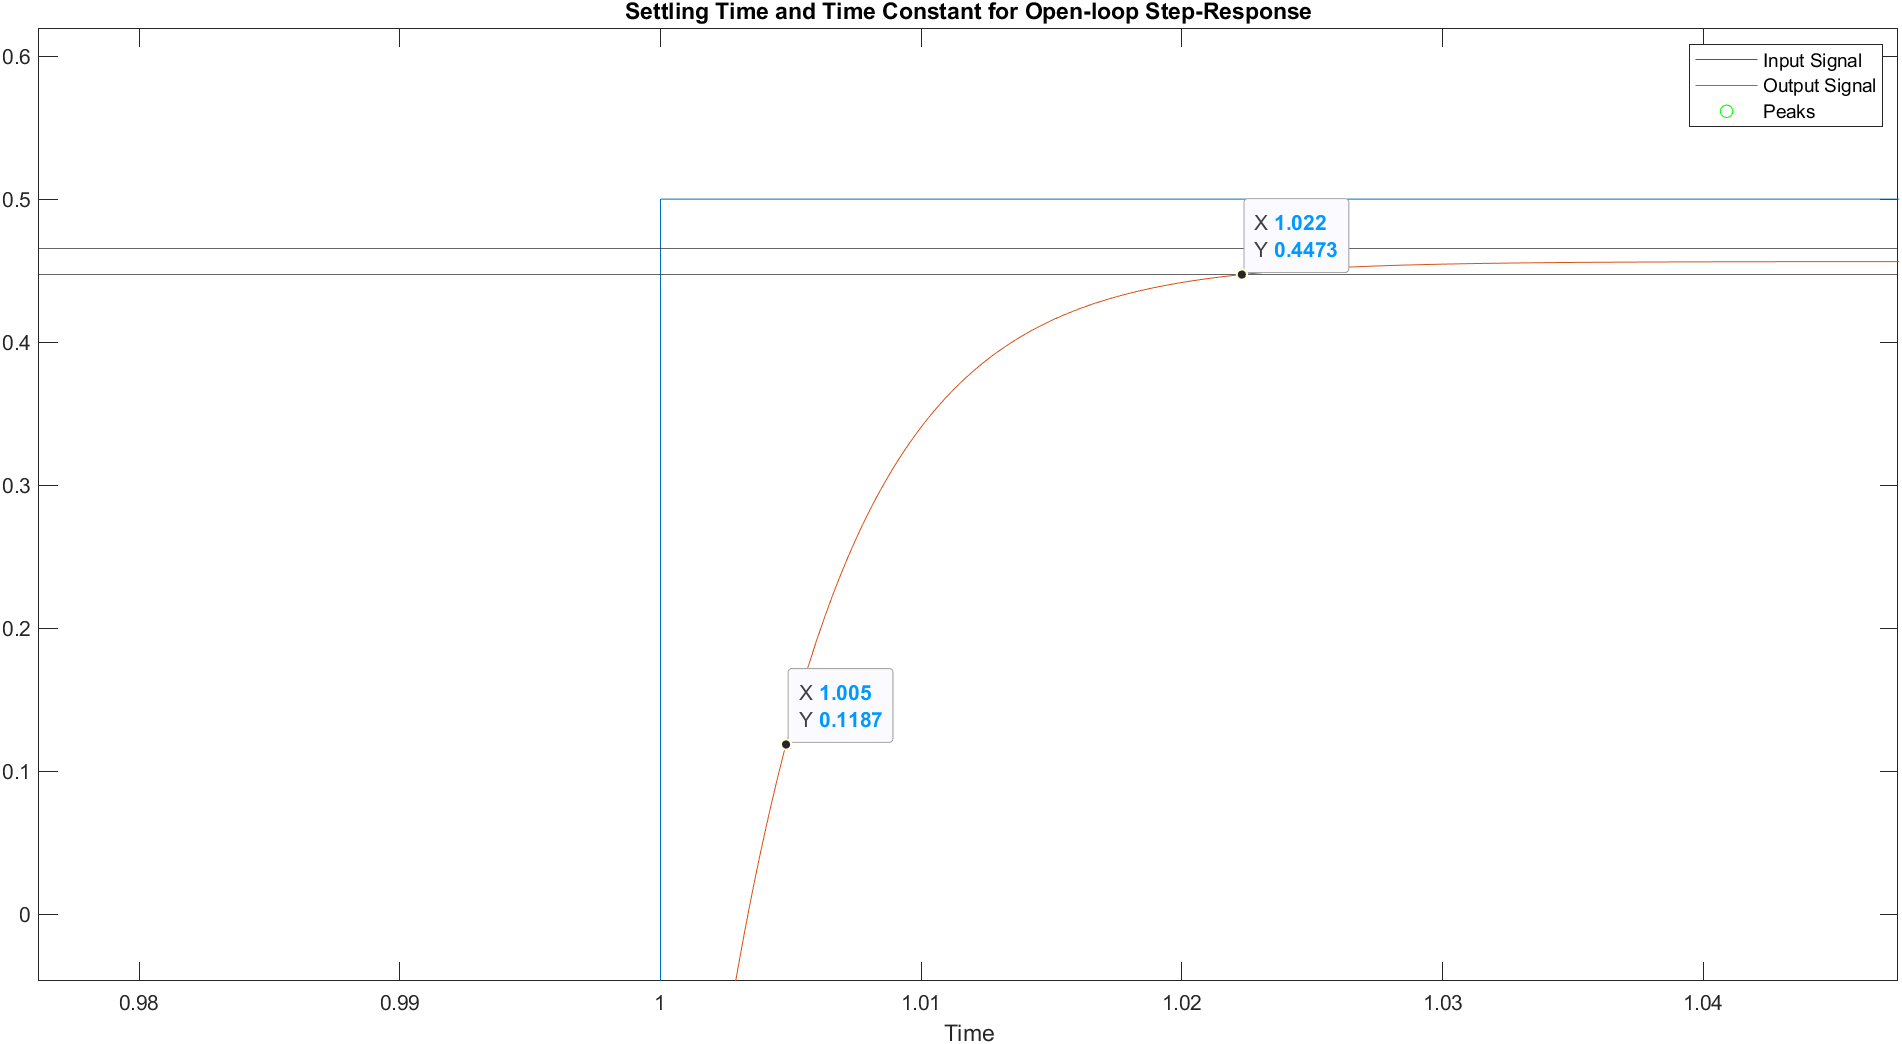 Settling Time and Time Constant for Open-loop Step-Response
0.6
0.5
0.4
0.3
0.2
0.1
0
Input Signal
Output Signal
Peaks
X 1.022
Y 0.4473
X 1.005
Y 0.1187
0.98
0.99
1
1.01
1.02
1.03
1.04
Time